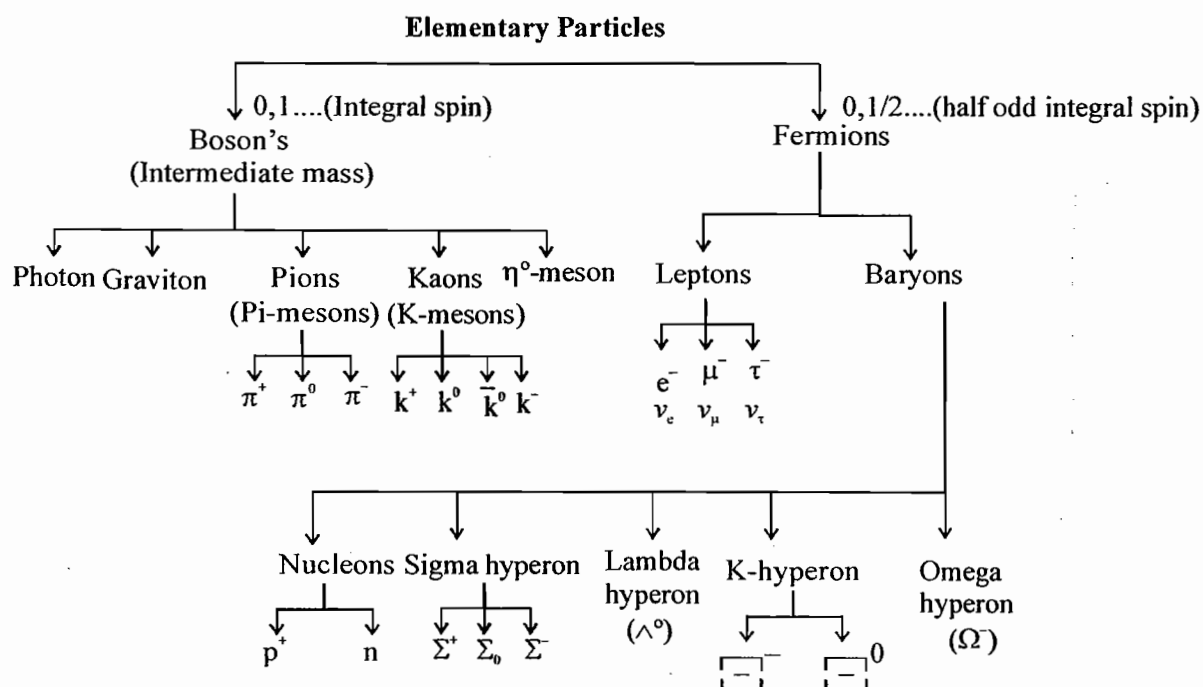 Elementary Particles
0,1....(Integral spin)
0,1/2....(half odd integral spin)
Boson's
(Intermediate mass)
Fermions
Photon Graviton Pions Kaons η°-meson
(Pi-mesons) (K-mesons)
Leptons Baryons
π⁺ π⁰ π⁻ k⁺ k⁰ k̄⁰ k⁻
e⁻ μ⁻ τ⁻
νₑ ν_μ ν_τ
Nucleons Sigma hyperon Lambda hyperon (∧°) K-hyperon Omega hyperon (Ω⁻)
p⁺ n Σ⁺ Σ₀ Σ⁻ Ξ⁻ Ξ⁰